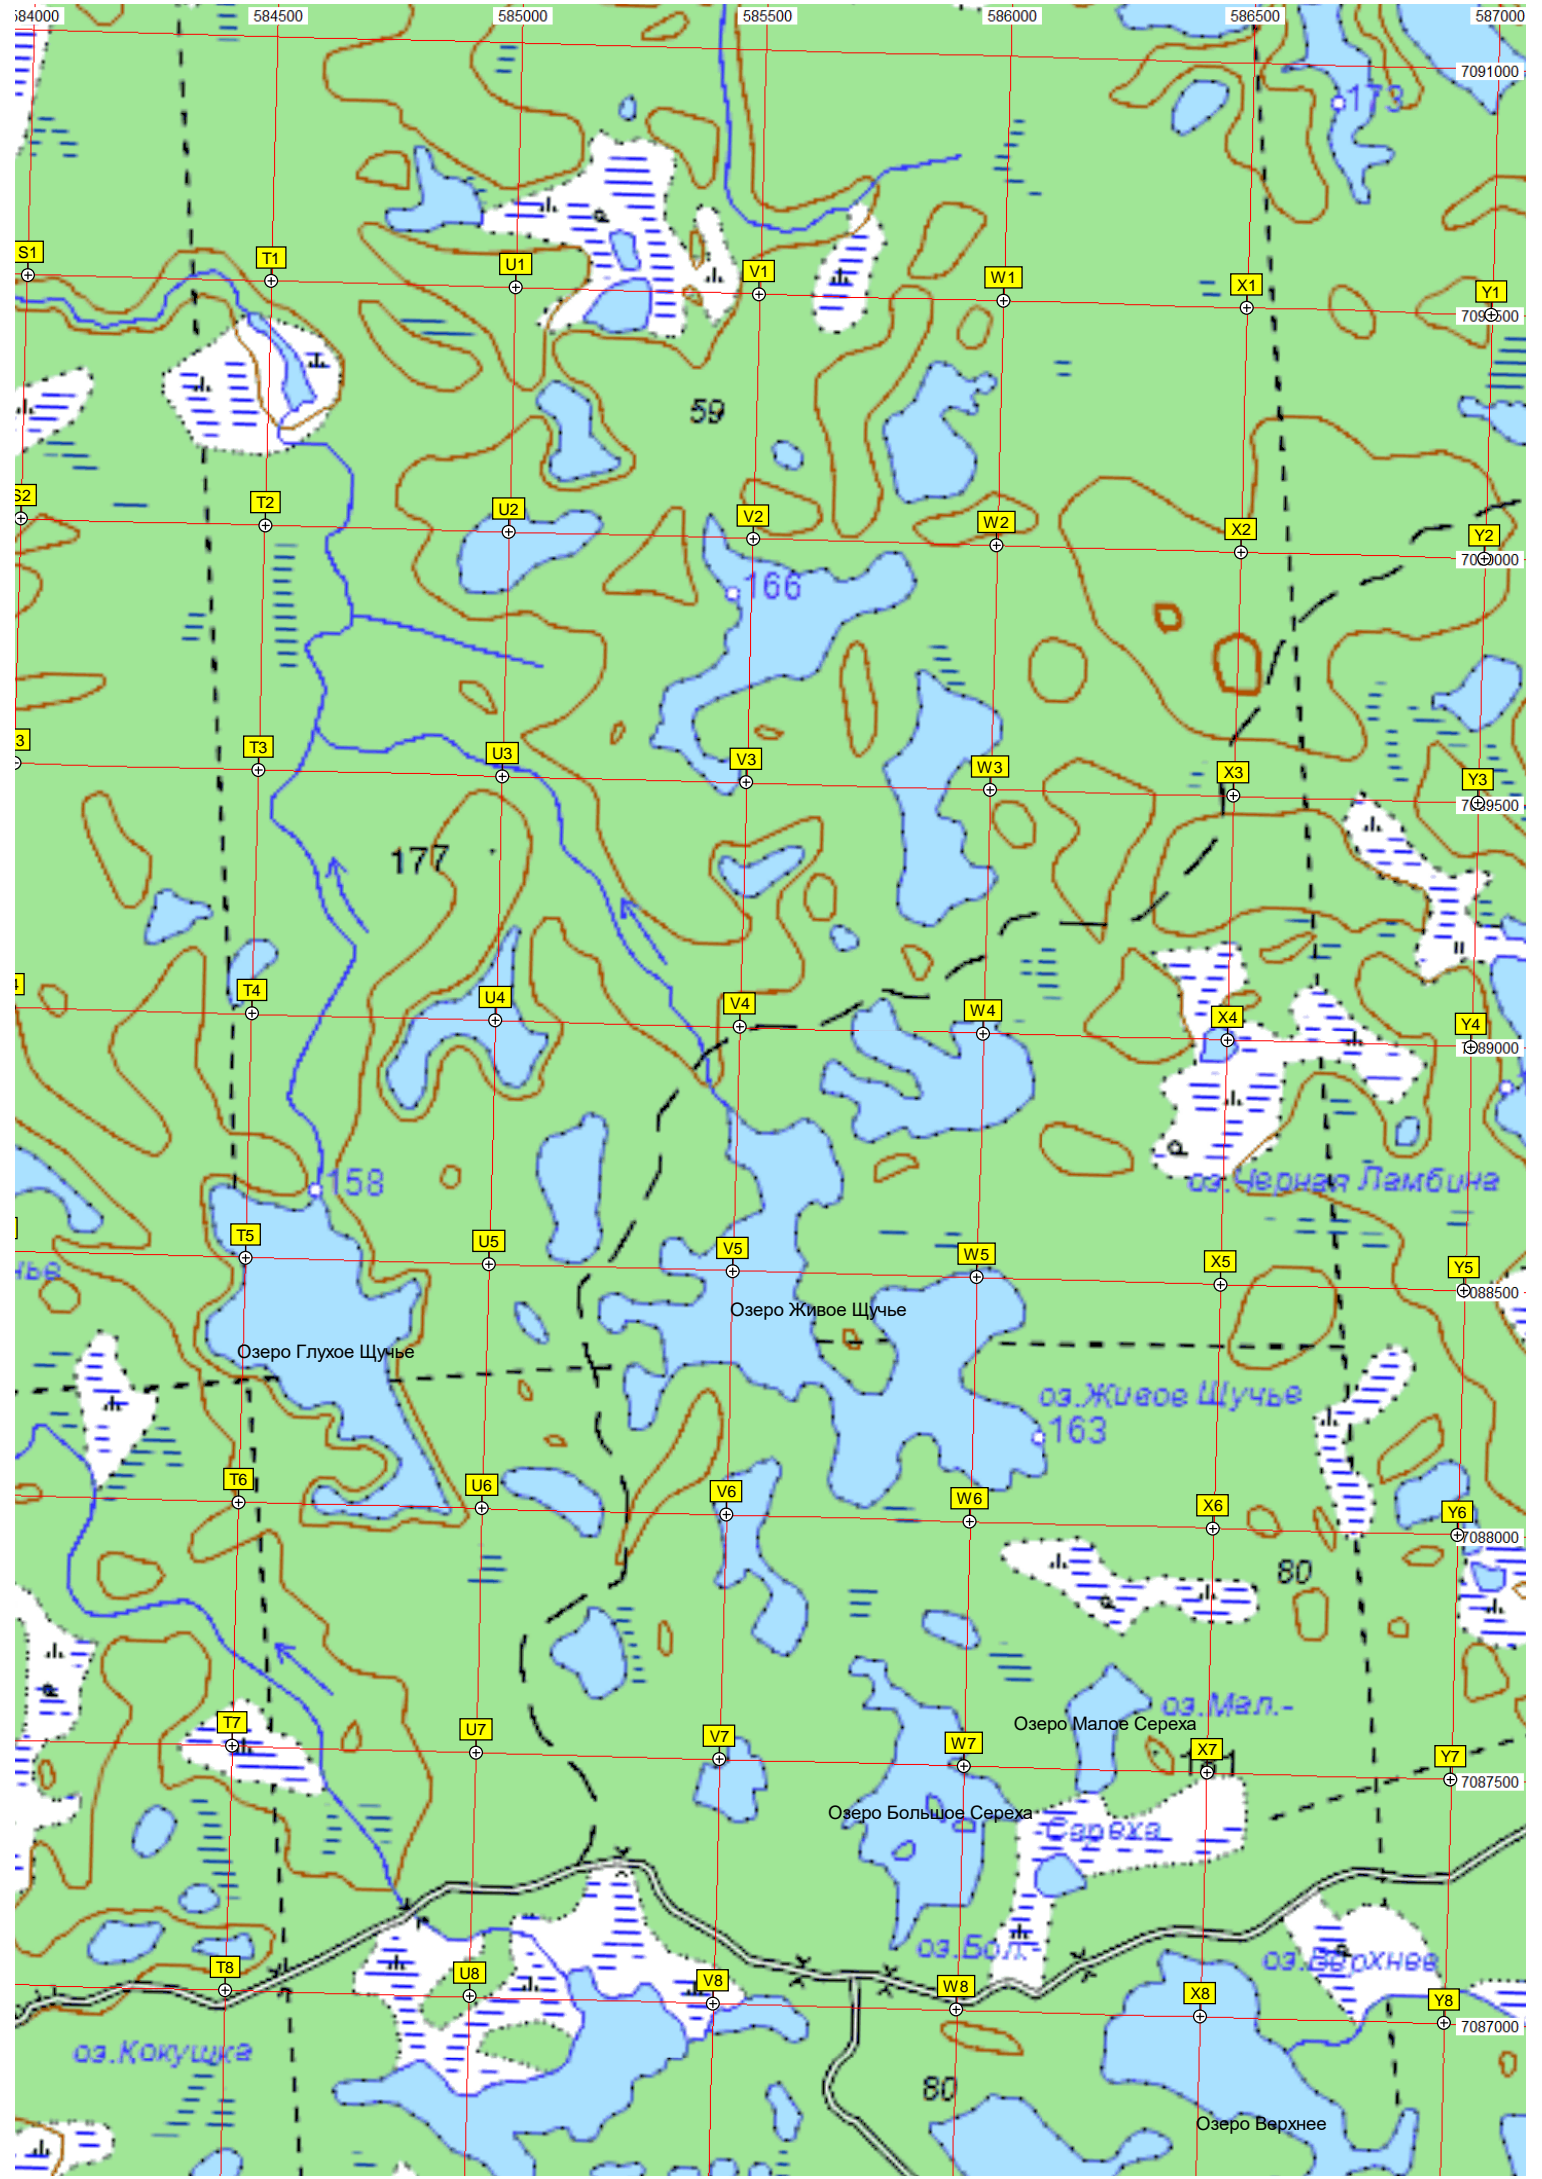 584000 584500 585000 585500 586000 586500 587000
7091000
173
S1 T1 U1 V1 W1 X1 Y1
59
S2 T2 U2 V2 W2 X2 Y2
166
3 T3 U3 V3 W3 X3 Y3
177
4 T4 U4 V4 W4 X4 Y4
оз.Черная Ламбина
158
T5 U5 V5 W5 X5 Y5
Озеро Живое Щучье
Озеро Глухое Щучье
оз.Живое Щучье
163
T6 U6 V6 W6 X6 Y6
7088000
80
оз.Мал.-
Озеро Малое Сереха
T7 U7 V7 W7 X7 Y7
7087500
Озеро Большое Сереха
Сереха
оз.Бол.-
оз.Верхнее
T8 U8 V8 W8 X8 Y8
7087000
оз.Кокушка
80
Озеро Верхнее